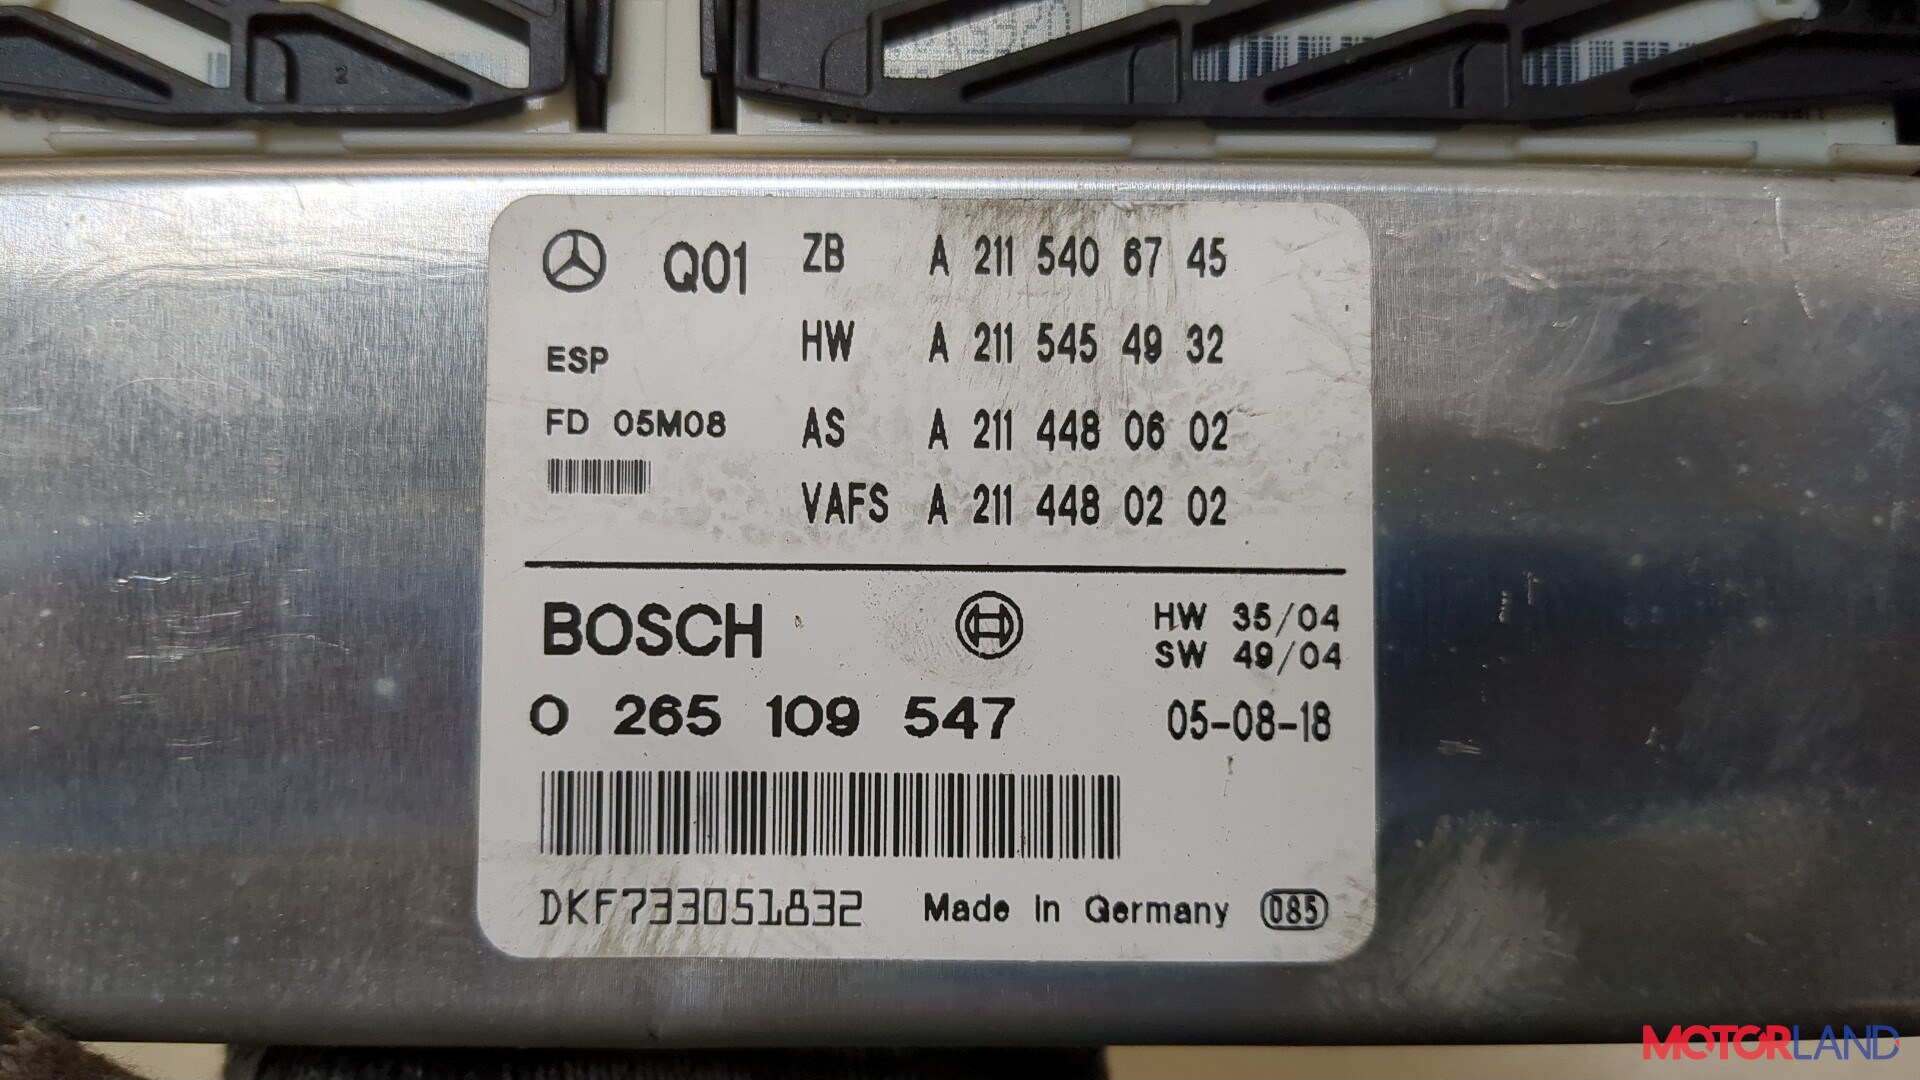 Q01 ZB A 211 540 67 45
HW A 211 545 49 32
ESP
FD 05M08 AS A 211 448 06 02
VAFS A 211 448 02 02
BOSCH HW 35/04
SW 49/04
0 265 109 547 05-08-18
DKF733051832 Made in Germany 085
MOTORLAND